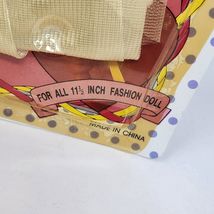 FOR ALL 11½ INCH FASHION DOLL
MADE IN CHINA